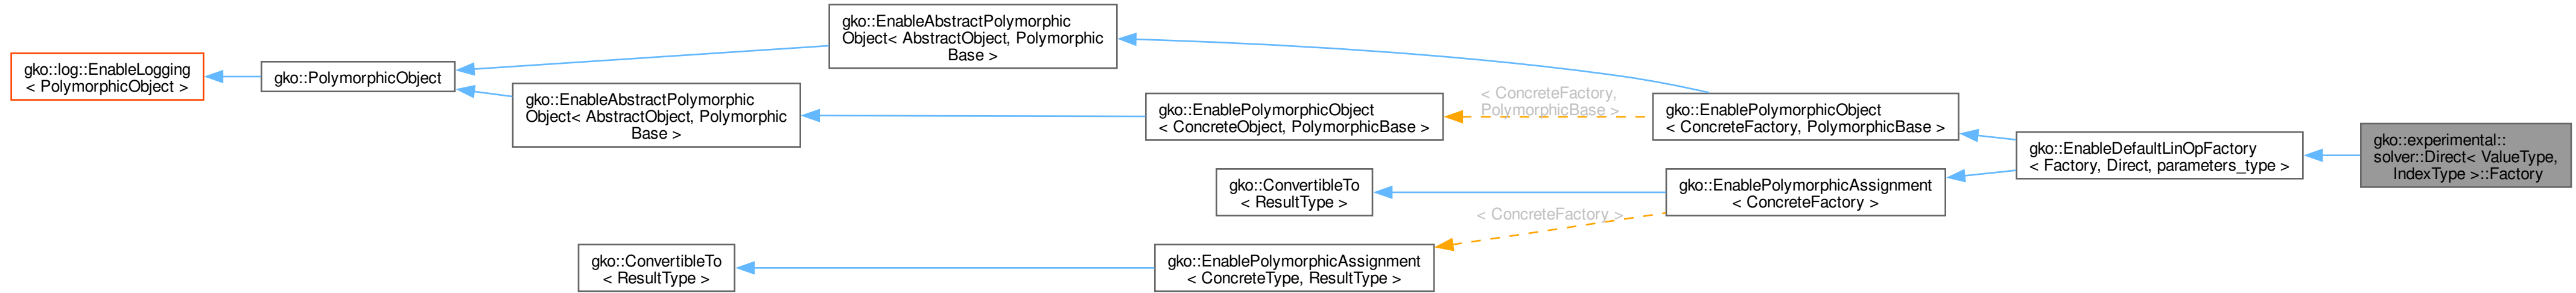 gko::log::EnableLogging
< PolymorphicObject >
gko::PolymorphicObject
gko::EnableAbstractPolymorphic
Object< AbstractObject, Polymorphic
Base >
gko::EnableAbstractPolymorphic
Object< AbstractObject, Polymorphic
Base >
gko::EnablePolymorphicObject
< ConcreteObject, PolymorphicBase >
< ConcreteFactory,
PolymorphicBase >
gko::EnablePolymorphicObject
< ConcreteFactory, PolymorphicBase >
gko::ConvertibleTo
< ResultType >
gko::EnablePolymorphicAssignment
< ConcreteFactory >
< ConcreteFactory >
gko::ConvertibleTo
< ResultType >
gko::EnablePolymorphicAssignment
< ConcreteType, ResultType >
gko::EnableDefaultLinOpFactory
< Factory, Direct, parameters_type >
gko::experimental::
solver::Direct< ValueType,
IndexType >::Factory